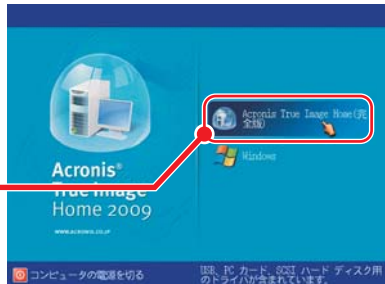 Acronis True Image Home(完
全版)
Windows
Acronis®
True Image
Home 2009
www.acronis.co.jp
コンピュータの電源を切る
USB、PC カード、SCSI ハード ディスク用
のドライバが含まれています。